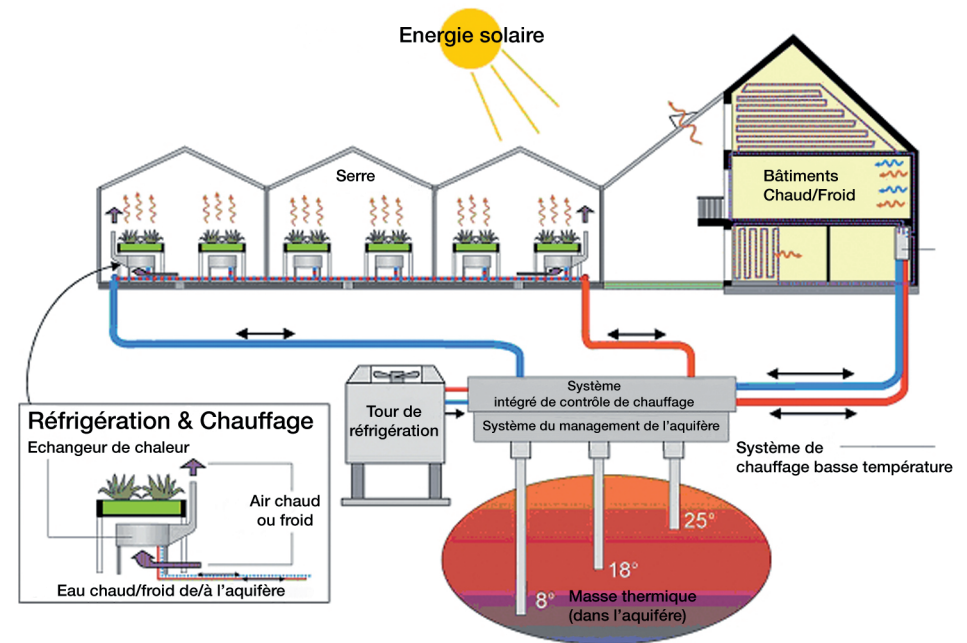 Energie solaire
Serre
Bâtiments
Chaud/Froid
Tour de
réfrigération
Système
intégré de contrôle de chauffage
Système du management de l'aquifère
Système de
chauffage basse température
Réfrigération & Chauffage
Echangeur de chaleur
Air chaud
ou froid
Eau chaud/froid de/à l'aquifère
25°
18°
8°
Masse thermique
(dans l'aquifére)